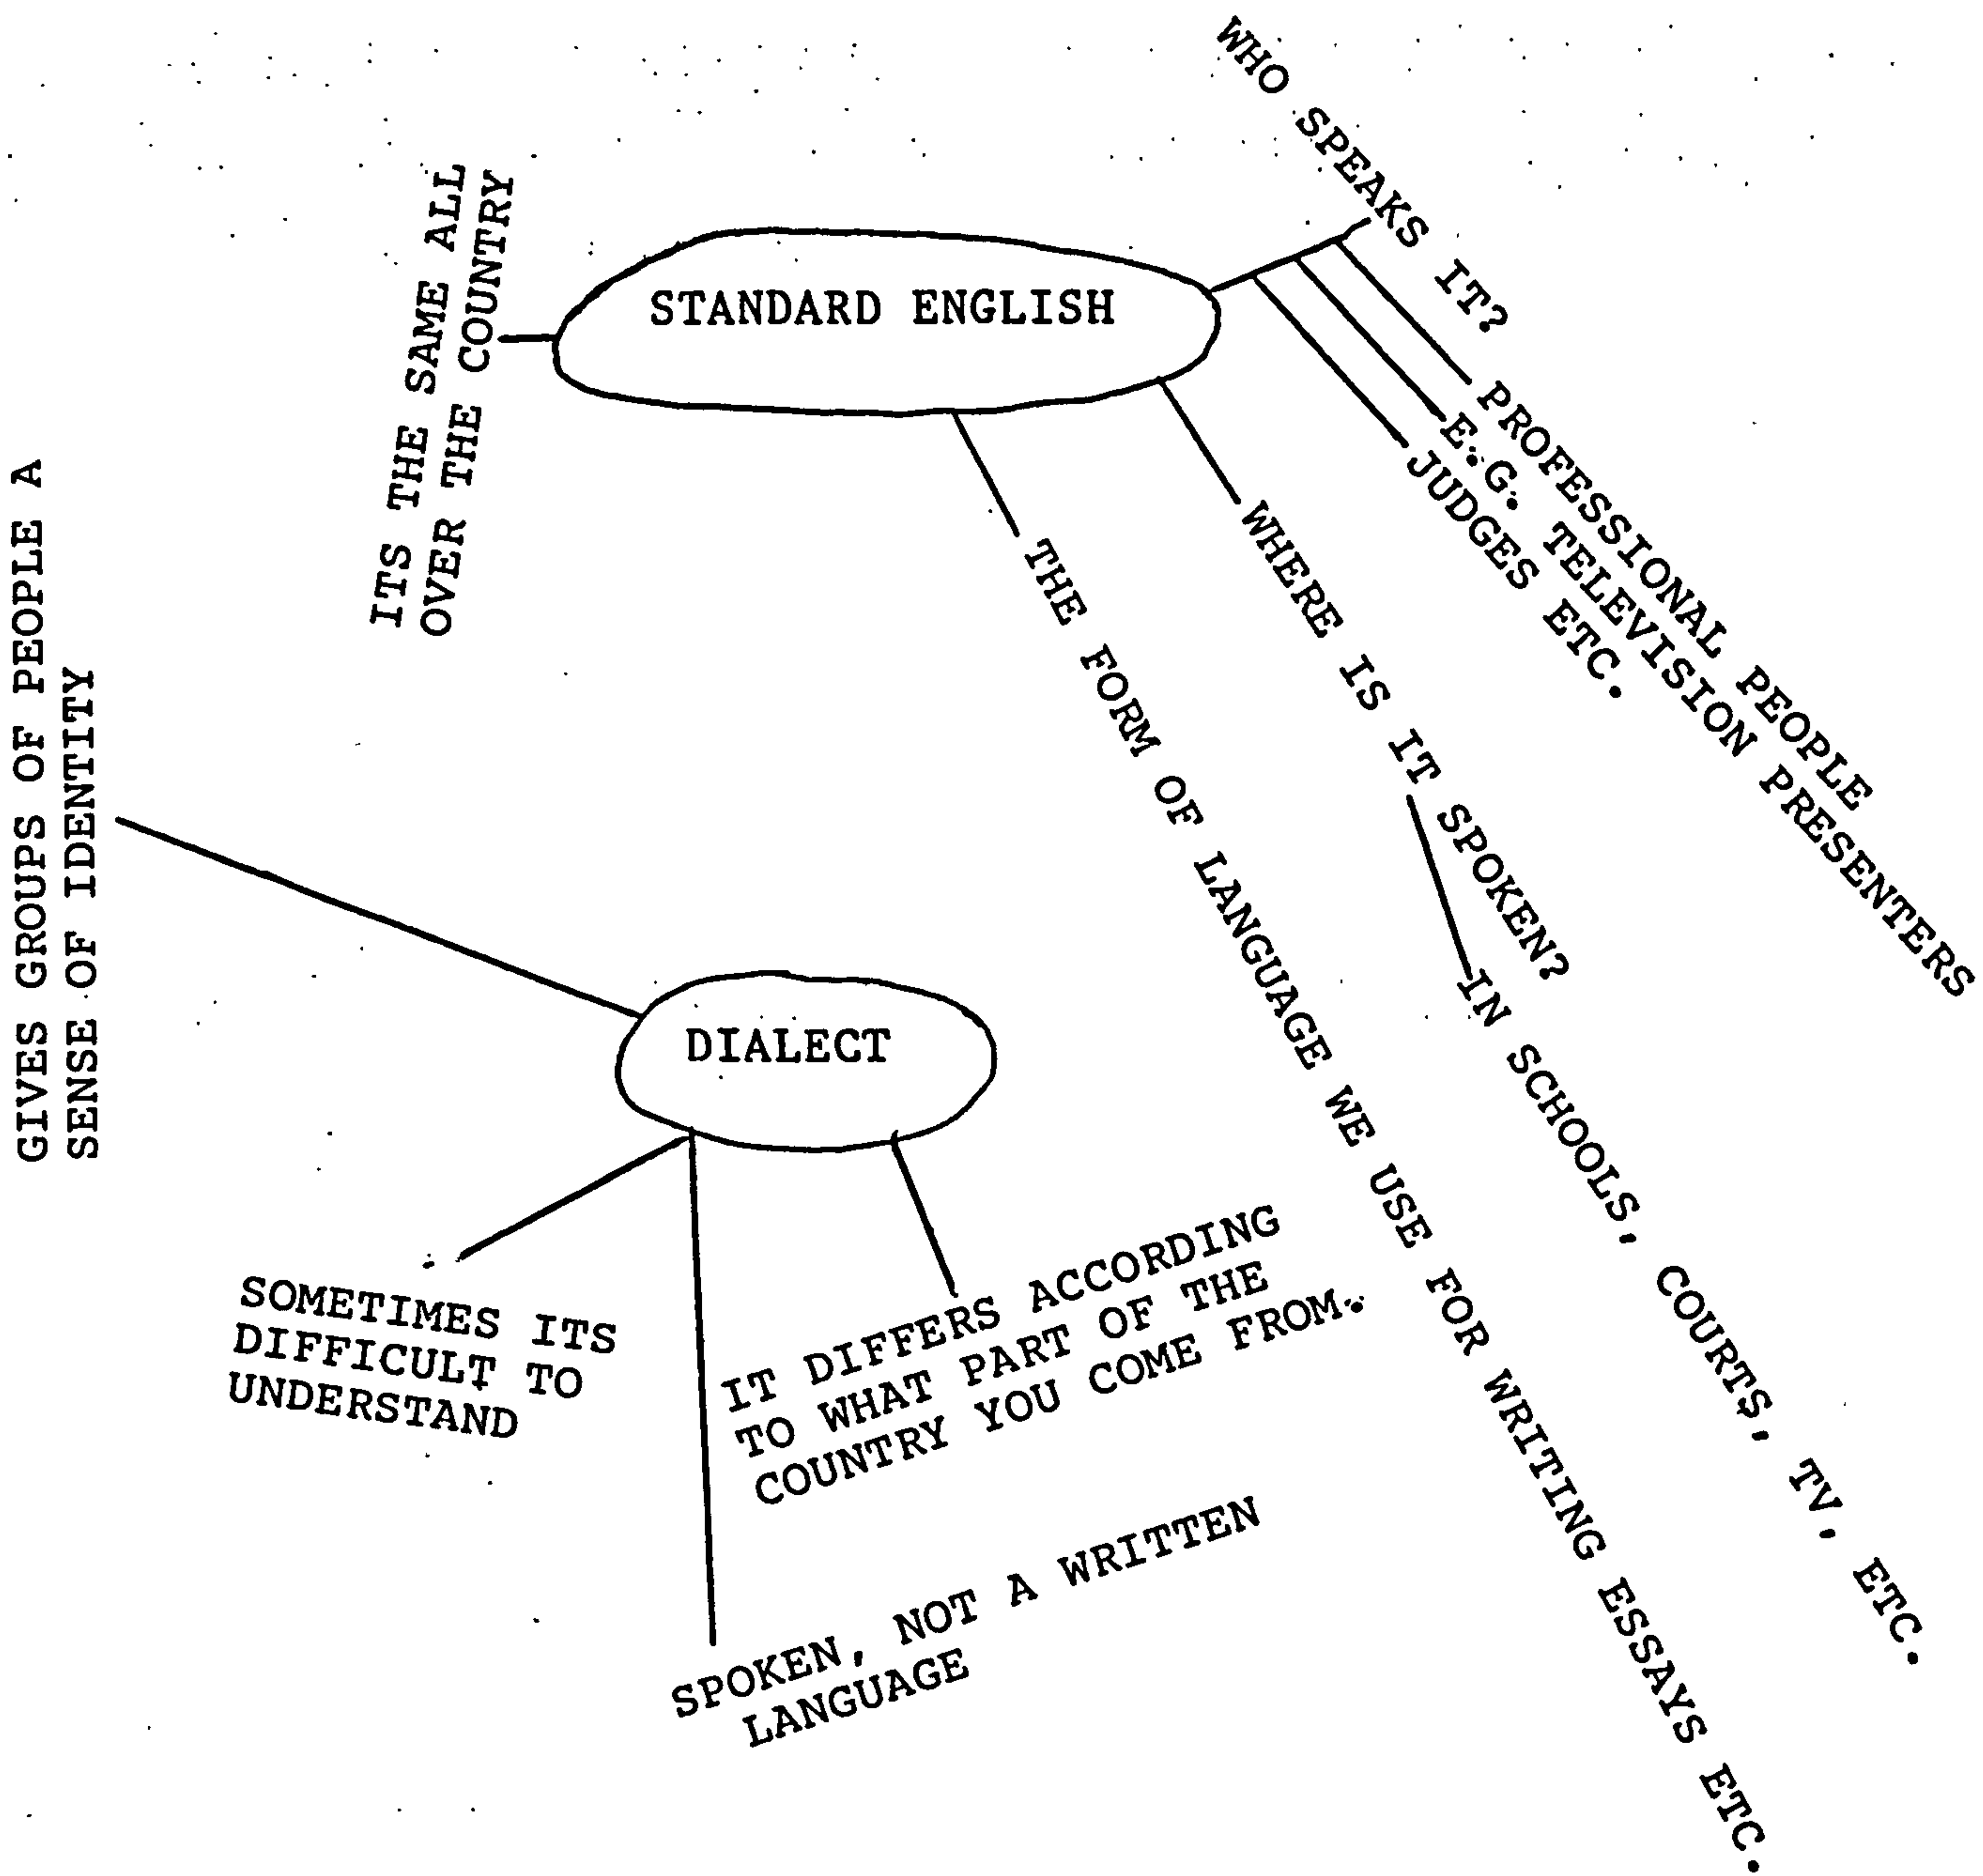 WHO SPEAKS IT?
PROFESSIONAL PEOPLE
E.G. TELEVISION PRESENTERS
JUDGES ETC.
STANDARD ENGLISH
ITS THE SAME ALL
OVER THE COUNTRY
WHERE IS IT SPOKEN?
IN SCHOOLS, COURTS, TV, ETC.
THE FORM OF LANGUAGE WE USE FOR WRITING ESSAYS ETC.
GIVES GROUPS OF PEOPLE A
SENSE OF IDENTITY
DIALECT
SOMETIMES ITS
DIFFICULT TO
UNDERSTAND
IT DIFFERS ACCORDING
TO WHAT PART OF THE
COUNTRY YOU COME FROM.
SPOKEN, NOT A WRITTEN
LANGUAGE